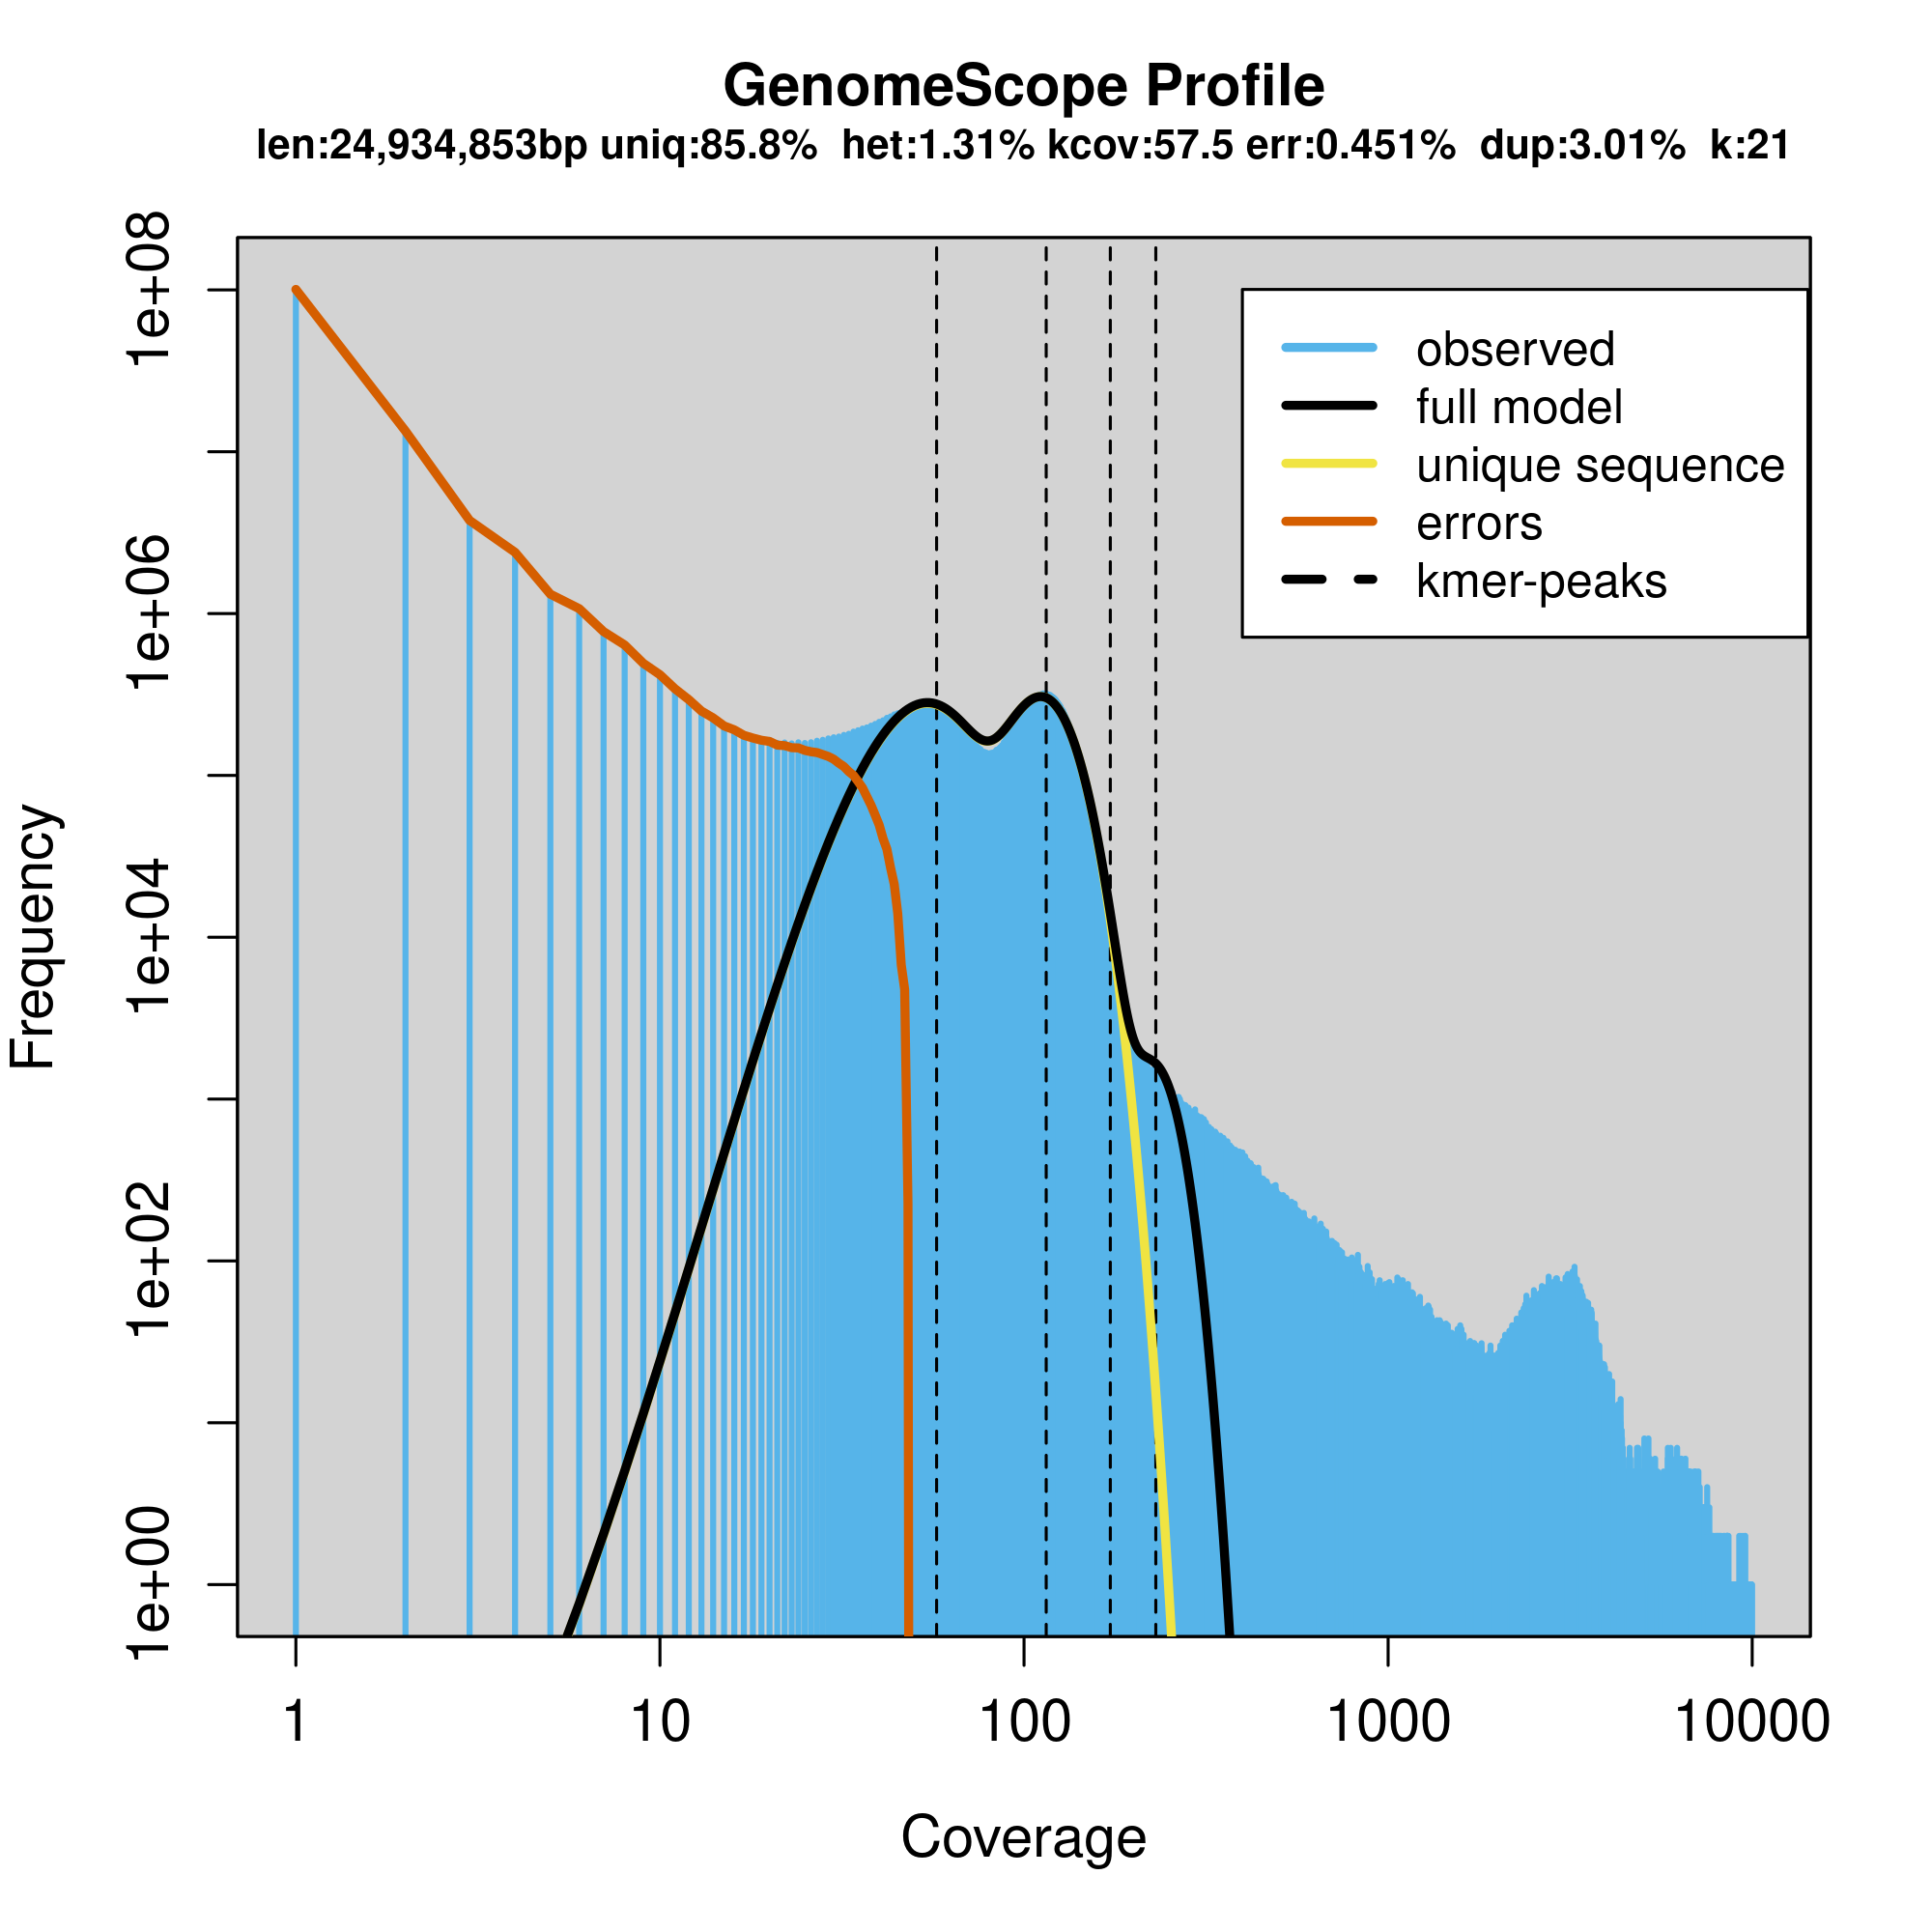 GenomeScope Profile
len:24,934,853bp uniq:85.8% het:1.31% kcov:57.5 err:0.451% dup:3.01% k:21
1e+08
1e+06
1e+04
1e+02
1e+00
Frequency
observed
full model
unique sequence
errors
kmer-peaks
1
10
100
1000
10000
Coverage